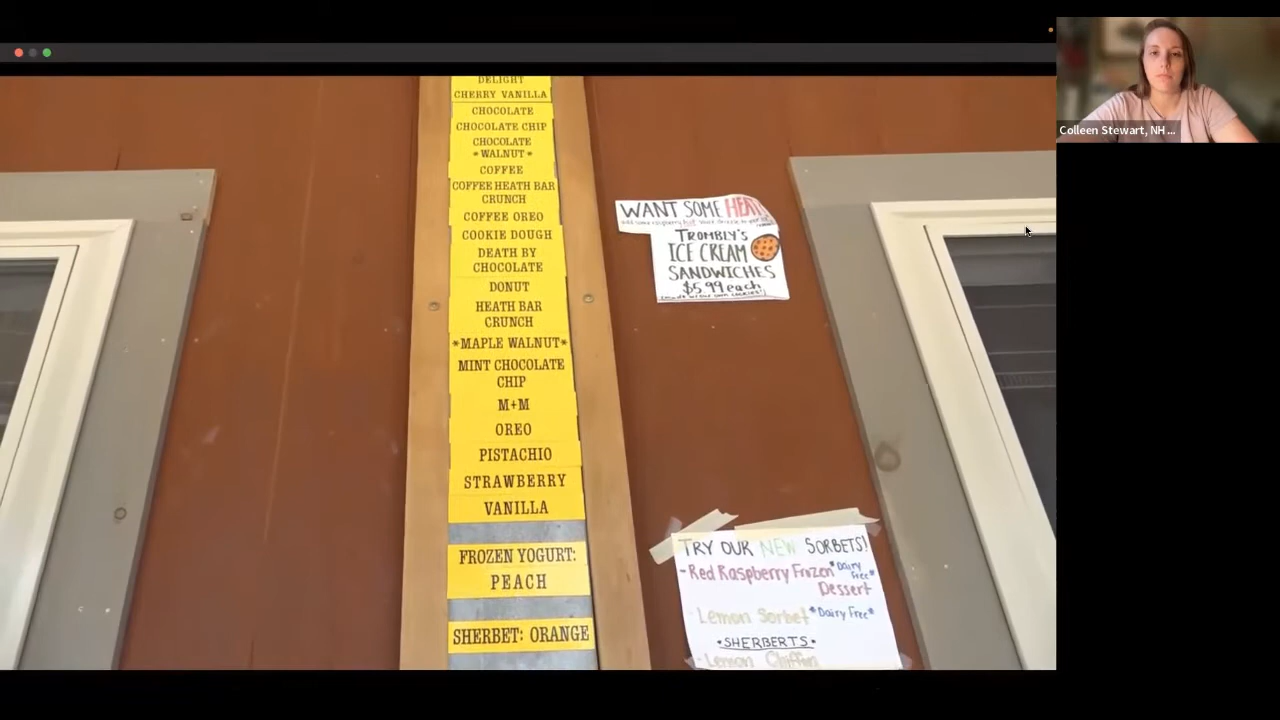 DELIGHT
CHERRY VANILLA
CHOCOLATE
CHOCOLATE CHIP
CHOCOLATE
*WALNUT*
COFFEE
COFFEE HEATH BAR
CRUNCH
COFFEE OREO
COOKIE DOUGH
DEATH BY
CHOCOLATE
DONUT
HEATH BAR
CRUNCH
*MAPLE WALNUT*
MINT CHOCOLATE
CHIP
M+M
OREO
PISTACHIO
STRAWBERRY
VANILLA
FROZEN YOGURT:
PEACH
SHERBET: ORANGE
WANT SOME HEAT!
TROMBLY'S
ICE CREAM
SANDWICHES
$5.99 each
TRY OUR NEW SORBETS!
-Red Raspberry Frozen *Dairy Free*
Dessert
Lemon Sorbet *Dairy Free*
•SHERBERTS•
-Lemon Chiffon
Colleen Stewart, NH ...